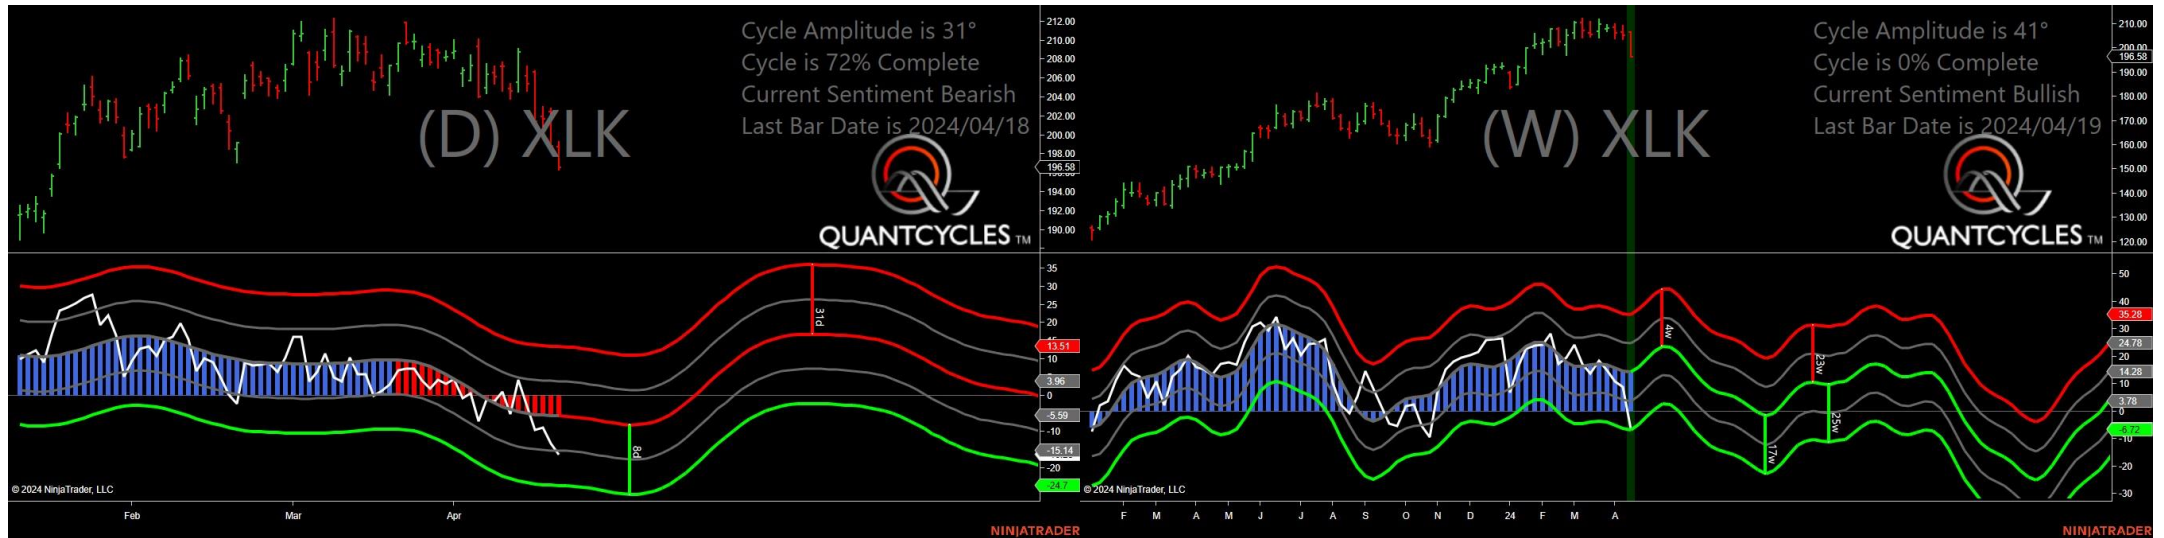 Cycle Amplitude is 31°
Cycle is 72% Complete
Current Sentiment Bearish
Last Bar Date is 2024/04/18
(D) XLK
QUANTCYCLES TM
212.00
210.00
208.00
206.00
204.00
202.00
200.00
198.00
196.58
194.00
192.00
190.00
35
30
25
20
13.51
10
3.96
0
-5.59
-10
-15.14
-20
-24.7
31d
8d
© 2024 NinjaTrader, LLC
Feb Mar Apr
NINJATRADER
Cycle Amplitude is 41°
Cycle is 0% Complete
Current Sentiment Bullish
Last Bar Date is 2024/04/19
(W) XLK
QUANTCYCLES TM
210.00
200.00
196.58
190.00
180.00
170.00
160.00
150.00
140.00
130.00
120.00
50
40
35.28
30
24.78
20
14.28
10
3.78
0
-6.72
-10
-20
-30
4w
23w
17w
25w
© 2024 NinjaTrader, LLC
F M A M J J A S O N D 24 F M A
NINJATRADER